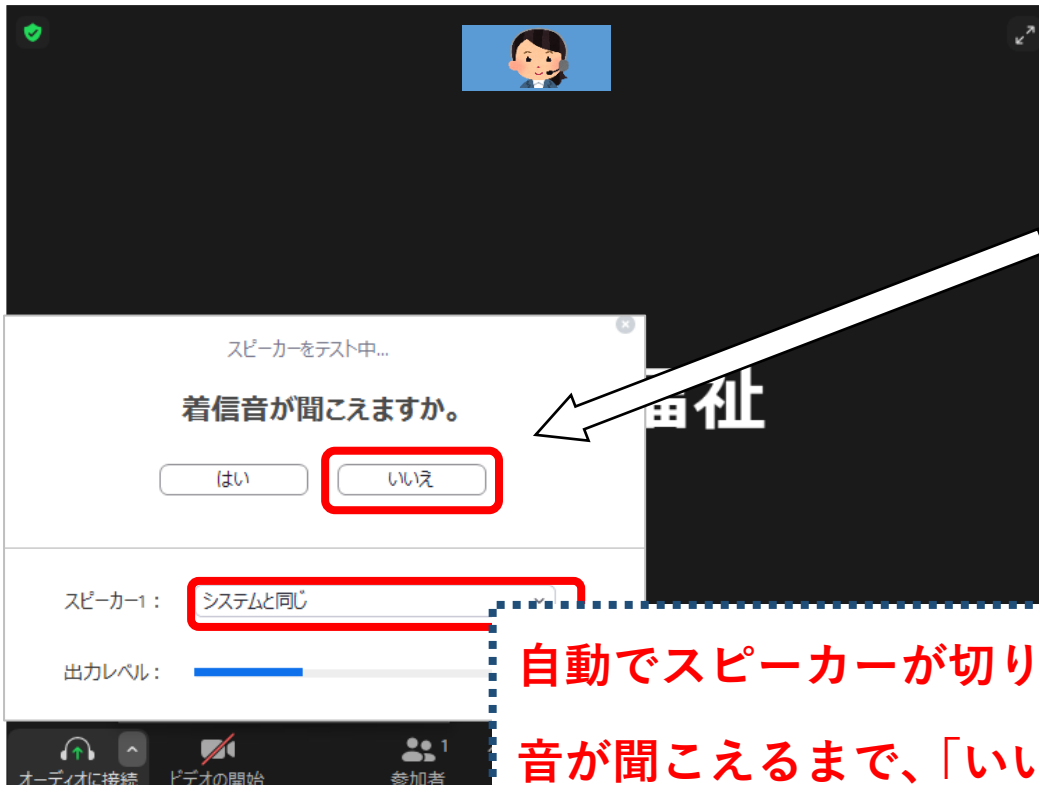 スピーカーをテスト中...
着信音が聞こえますか。
福祉
はい
いいえ
スピーカー1：
システムと同じ
出力レベル：
自動でスピーカーが切り
音が聞こえるまで、「いい
1
オーディオに接続
ビデオの開始
参加者